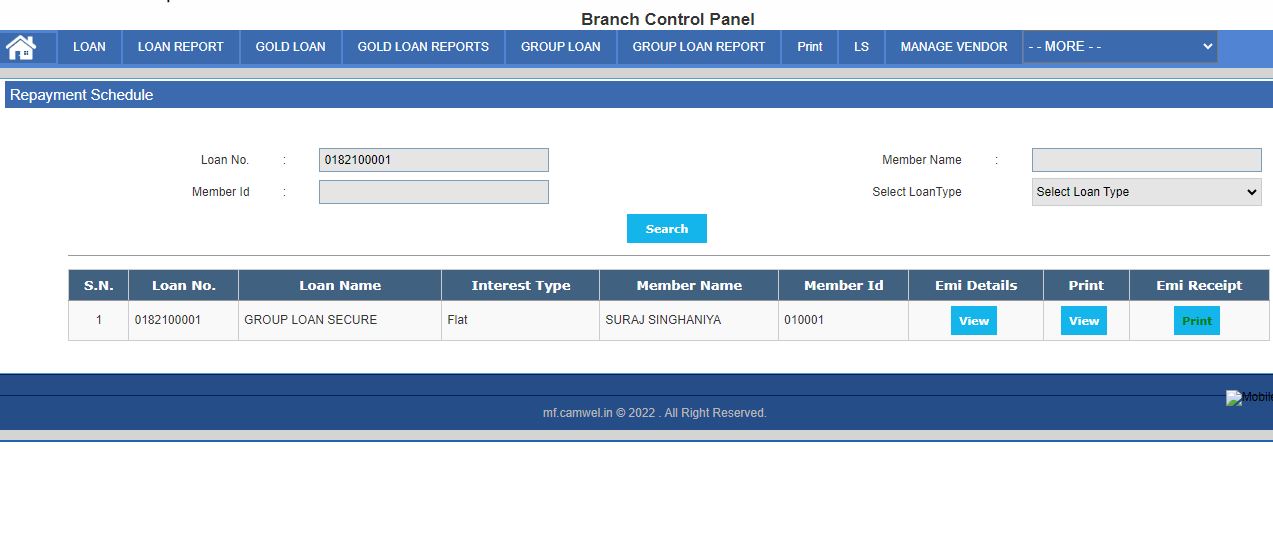 Branch Control Panel
LOAN LOAN REPORT GOLD LOAN GOLD LOAN REPORTS GROUP LOAN GROUP LOAN REPORT Print LS MANAGE VENDOR - - MORE - -
Repayment Schedule
Loan No. : 0182100001 Member Name :
Member Id : Select LoanType Select Loan Type
Search
S.N. Loan No. Loan Name Interest Type Member Name Member Id Emi Details Print Emi Receipt
1 0182100001 GROUP LOAN SECURE Flat SURAJ SINGHANIYA 010001 View View Print
Mobile
mf.camwel.in © 2022 . All Right Reserved.